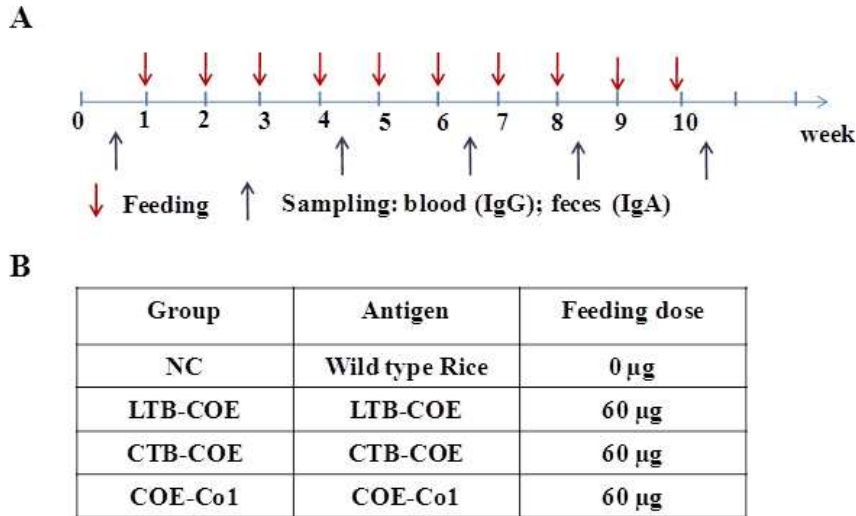 A
0 1 2 3 4 5 6 7 8 9 10
week
Feeding Sampling: blood (IgG); feces (IgA)
B
Group Antigen Feeding dose
NC Wild type Rice 0 µg
LTB-COE LTB-COE 60 µg
CTB-COE CTB-COE 60 µg
COE-Co1 COE-Co1 60 µg